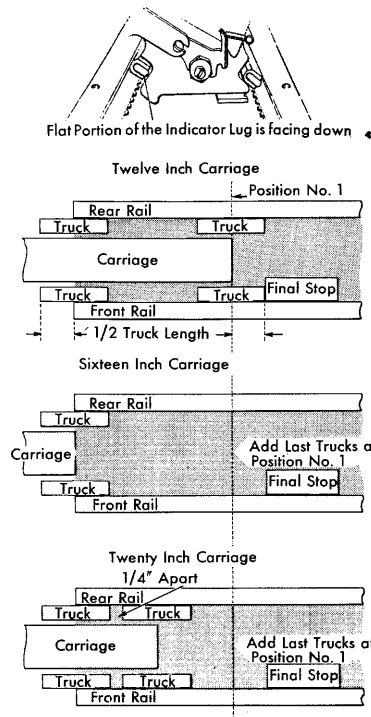 Flat Portion of the Indicator Lug is facing down
Twelve Inch Carriage
Position No. 1
Rear Rail
Truck Truck
Carriage
Truck Truck Final Stop
Front Rail
1/2 Truck Length
Sixteen Inch Carriage
Rear Rail
Truck
Carriage
Add Last Trucks a
Position No. 1
Truck
Final Stop
Front Rail
Twenty Inch Carriage
1/4" Apart
Rear Rail
Truck Truck
Carriage
Add Last Trucks a
Position No. 1
Truck Truck Final Stop
Front Rail